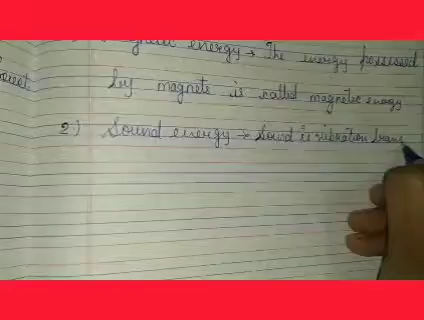 energy → The energy possessed
by magnets is called magnetic energy
2) Sound energy → Sound is vibration